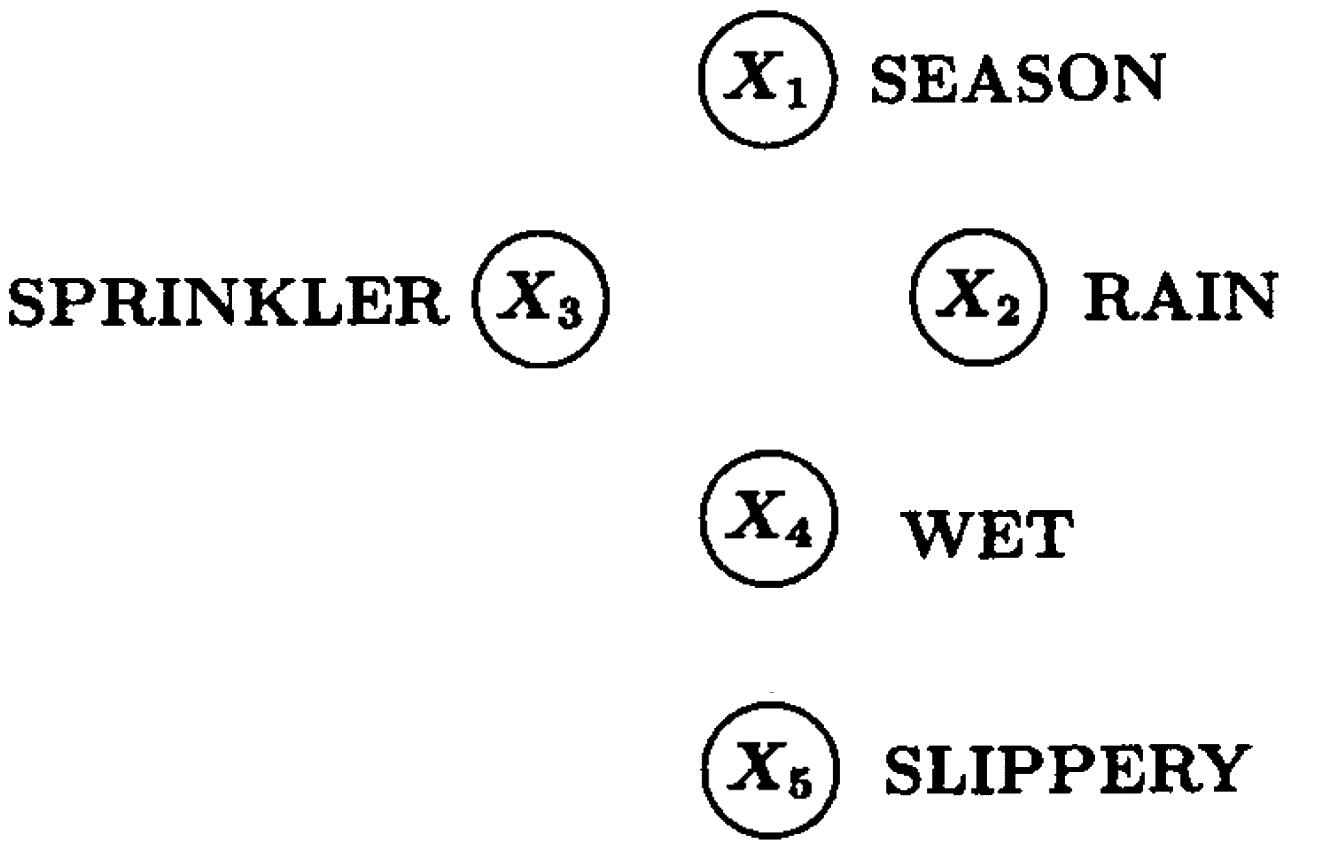 X₁ SEASON
SPRINKLER X₃ X₂ RAIN
X₄ WET
X₅ SLIPPERY